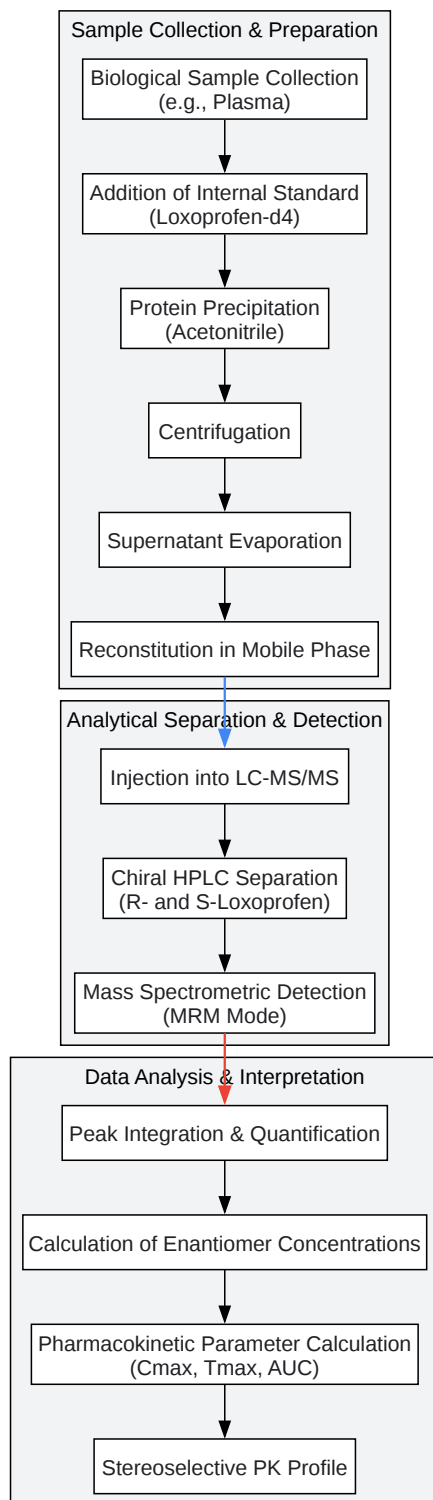 Sample Collection & Preparation
Biological Sample Collection
(e.g., Plasma)
Addition of Internal Standard
(Loxoprofen-d4)
Protein Precipitation
(Acetonitrile)
Centrifugation
Supernatant Evaporation
Reconstitution in Mobile Phase
Analytical Separation & Detection
Injection into LC-MS/MS
Chiral HPLC Separation
(R- and S-Loxoprofen)
Mass Spectrometric Detection
(MRM Mode)
Data Analysis & Interpretation
Peak Integration & Quantification
Calculation of Enantiomer Concentrations
Pharmacokinetic Parameter Calculation
(Cmax, Tmax, AUC)
Stereoselective PK Profile